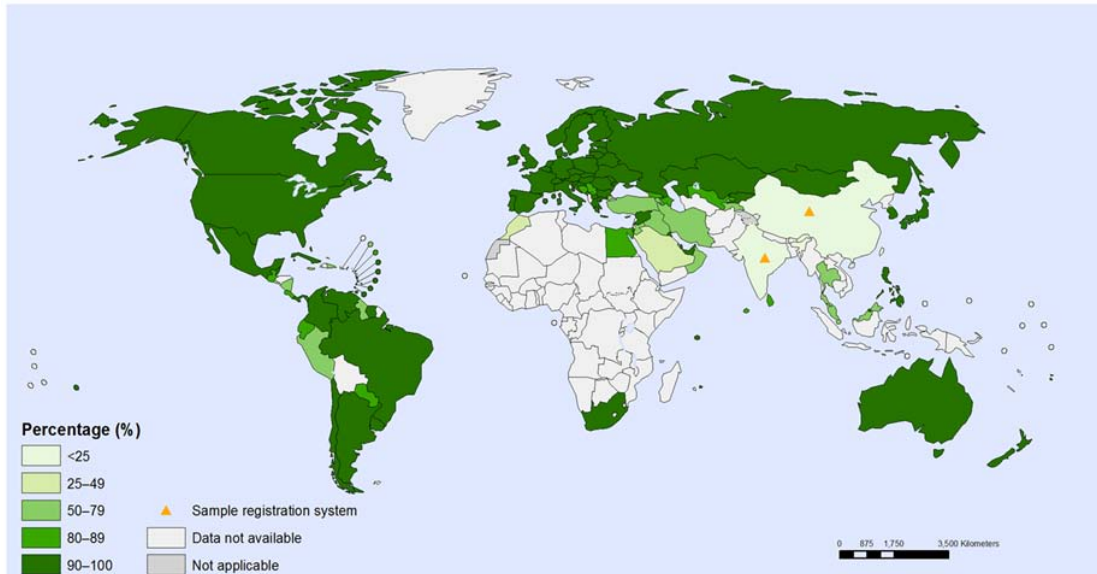 Percentage (%)
<25
25–49
50–79
80–89
90–100
Sample registration system
Data not available
Not applicable
0 875 1,750 3,500 Kilometers